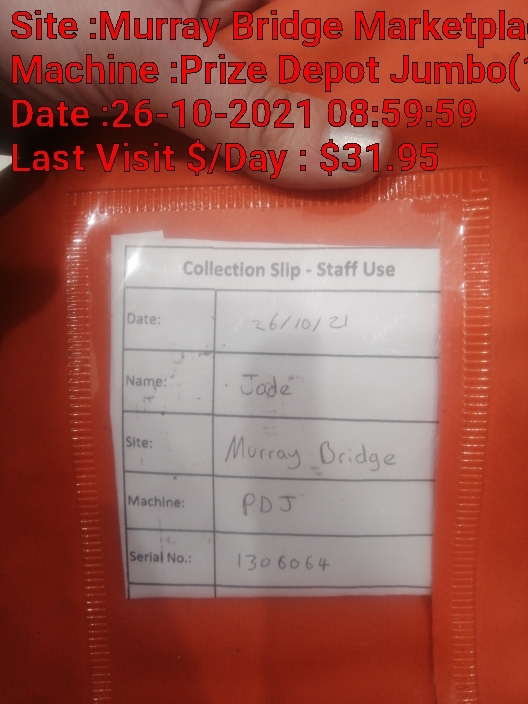 Site :Murray Bridge Marketpla
Machine :Prize Depot Jumbo(
Date :26-10-2021 08:59:59
Last Visit $/Day : $31.95
Collection Slip - Staff Use
Date: 26/10/21
Name: Jade
Site: Murray Bridge
Machine: PDJ
Serial No.: 1306064